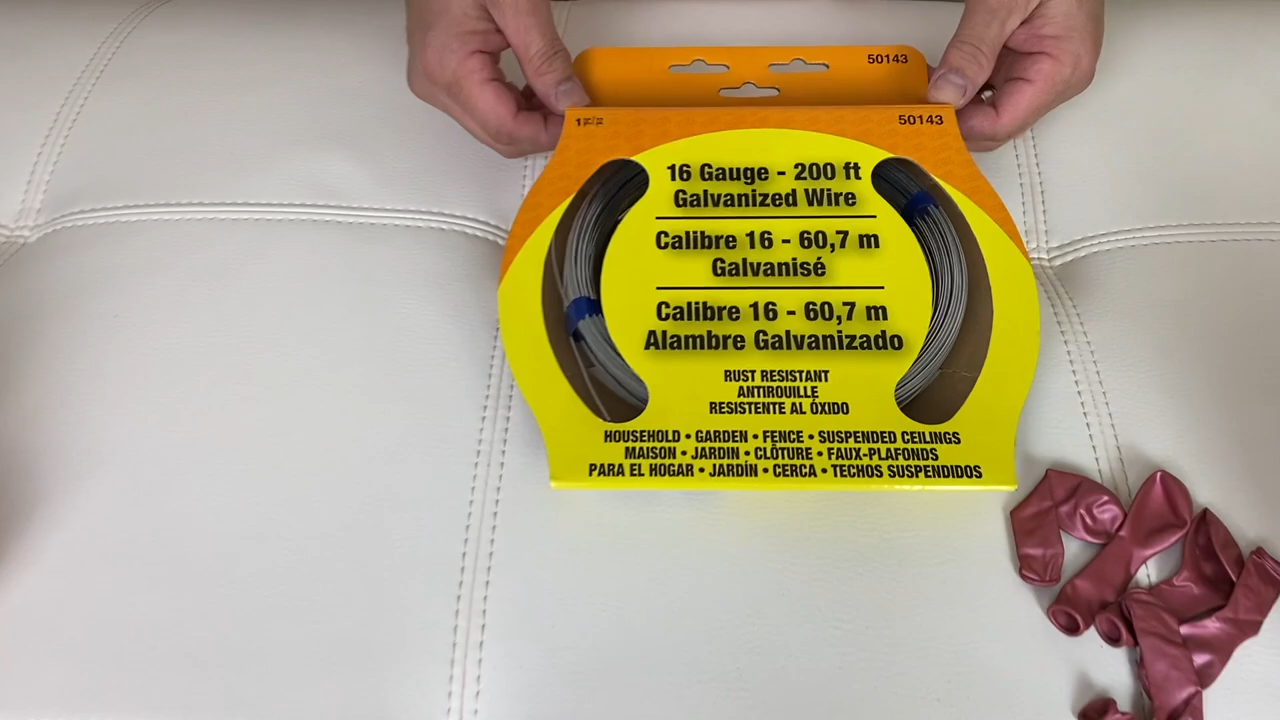 50143
50143
16 Gauge - 200 ft
Galvanized Wire
Calibre 16 - 60,7 m
Galvanisé
Calibre 16 - 60,7 m
Alambre Galvanizado
RUST RESISTANT
ANTIROUILLE
RESISTENTE AL ÓXIDO
HOUSEHOLD • GARDEN • FENCE • SUSPENDED CEILINGS
MAISON • JARDIN • CLÔTURE • FAUX-PLAFONDS
PARA EL HOGAR • JARDÍN • CERCA • TECHOS SUSPENDIDOS